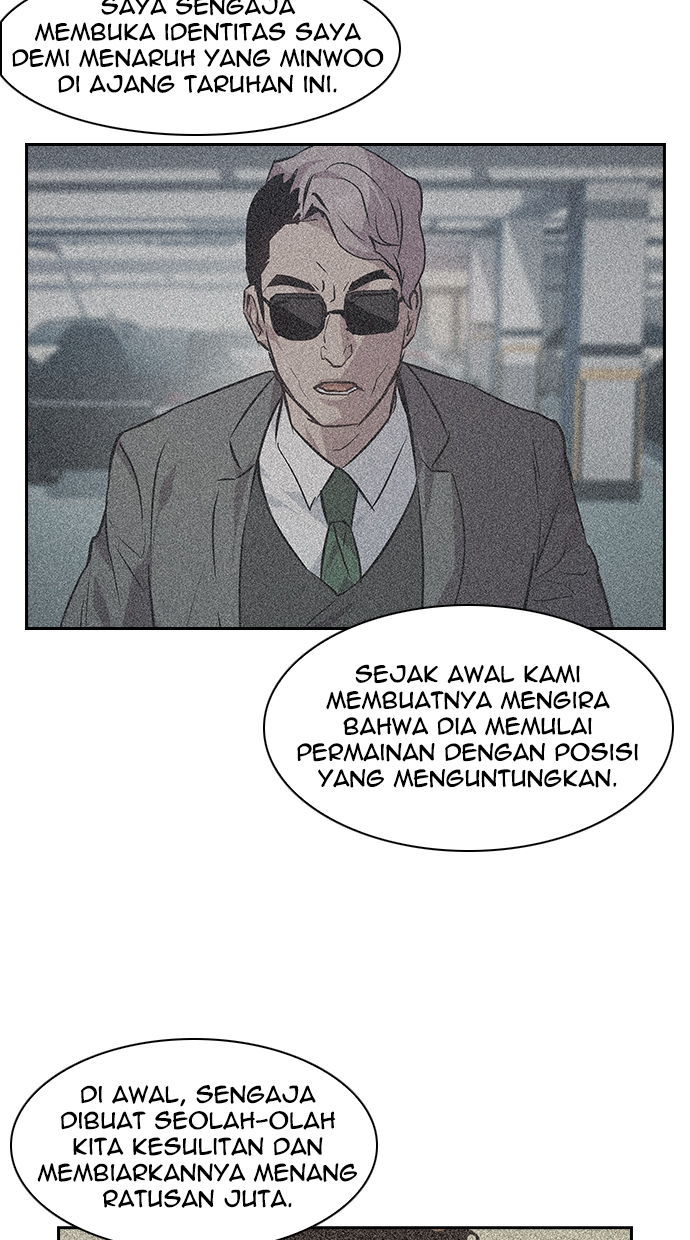 SAYA SENGAJA
MEMBUKA IDENTITAS SAYA
DEMI MENARUH YANG MINWOO
DI AJANG TARUHAN INI.
SEJAK AWAL KAMI
MEMBUATNYA MENGIRA
BAHWA DIA MEMULAI
PERMAINAN DENGAN POSISI
YANG MENGUNTUNGKAN.
DI AWAL, SENGAJA
DIBUAT SEOLAH-OLAH
KITA KESULITAN DAN
MEMBIARKANNYA MENANG
RATUSAN JUTA.